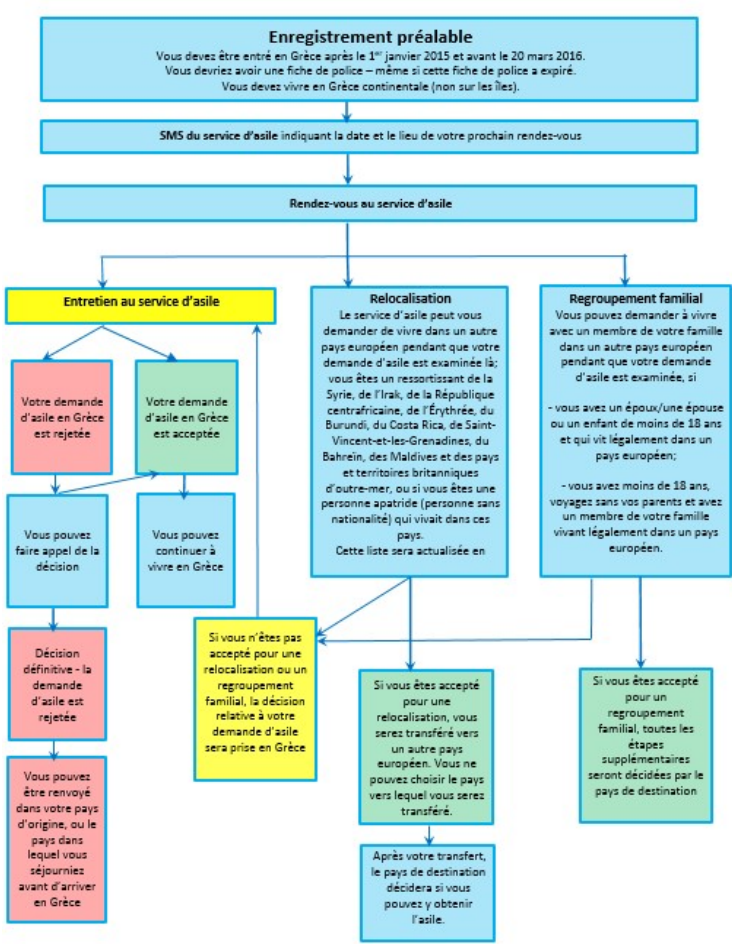 Enregistrement préalable
Vous devez être entré en Grèce après le 1er janvier 2015 et avant le 20 mars 2016.
Vous devriez avoir une fiche de police – même si cette fiche de police a expiré.
Vous devez vivre en Grèce continentale (non sur les îles).
SMS du service d'asile indiquant la date et le lieu de votre prochain rendez-vous
Rendez-vous au service d'asile
Entretien au service d'asile
Votre demande
d'asile en Grèce
est rejetée
Votre demande
d'asile en Grèce
est acceptée
Vous pouvez
faire appel de la
décision
Vous pouvez
continuer à
vivre en Grèce
Décision
définitive - la
demande
d'asile est
rejetée
Vous pouvez
être renvoyé
dans votre pays
d'origine, ou le
pays dans
lequel vous
séjourniez
avant d'arriver
en Grèce
Relocalisation
Le service d'asile peut vous
demander de vivre dans un autre
pays européen pendant que votre
demande d'asile est examinée là;
vous êtes un ressortissant de la
Syrie, de l'Irak, de la République
centrafricaine, de l'Érythrée, du
Burundi, du Costa Rica, de Saint-
Vincent-et-les-Grenadines, du
Bahreïn, des Maldives et des pays
et territoires britanniques
d'outre-mer, ou si vous êtes une
personne apatride (personne sans
nationalité) qui vivait dans ces
pays.
Cette liste sera actualisée en
Regroupement familial
Vous pouvez demander à vivre
avec un membre de votre famille
dans un autre pays européen
pendant que votre demande
d'asile est examinée, si
- vous avez un époux/une épouse
ou un enfant de moins de 18 ans
et qui vit légalement dans un
pays européen;
- vous avez moins de 18 ans,
voyagez sans vos parents et avez
un membre de votre famille
vivant légalement dans un pays
européen.
Si vous n'êtes pas
accepté pour une
relocalisation ou un
regroupement
familial, la décision
relative à votre
demande d'asile
sera prise en Grèce
Si vous êtes accepté
pour une
relocalisation, vous
serez transféré vers
un autre pays
européen. Vous ne
pouvez choisir le pays
vers lequel vous serez
transféré.
Après votre transfert,
le pays de destination
décidera si vous
pouvez y obtenir
l'asile.
Si vous êtes accepté
pour un
regroupement
familial, toutes les
étapes
supplémentaires
seront décidées par le
pays de destination